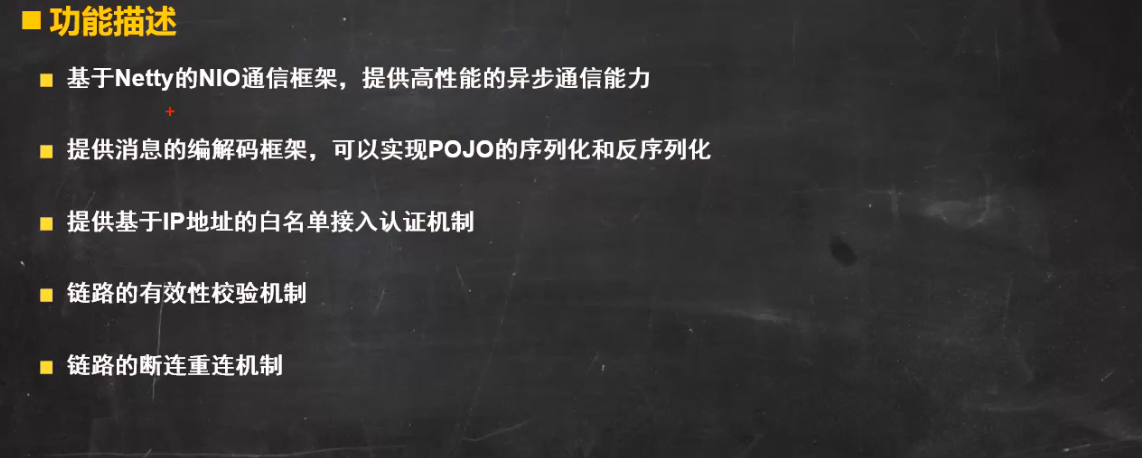 功能描述
基于Netty的NIO通信框架，提供高性能的异步通信能力
提供消息的编解码框架，可以实现POJO的序列化和反序列化
提供基于IP地址的白名单接入认证机制
链路的有效性校验机制
链路的断连重连机制